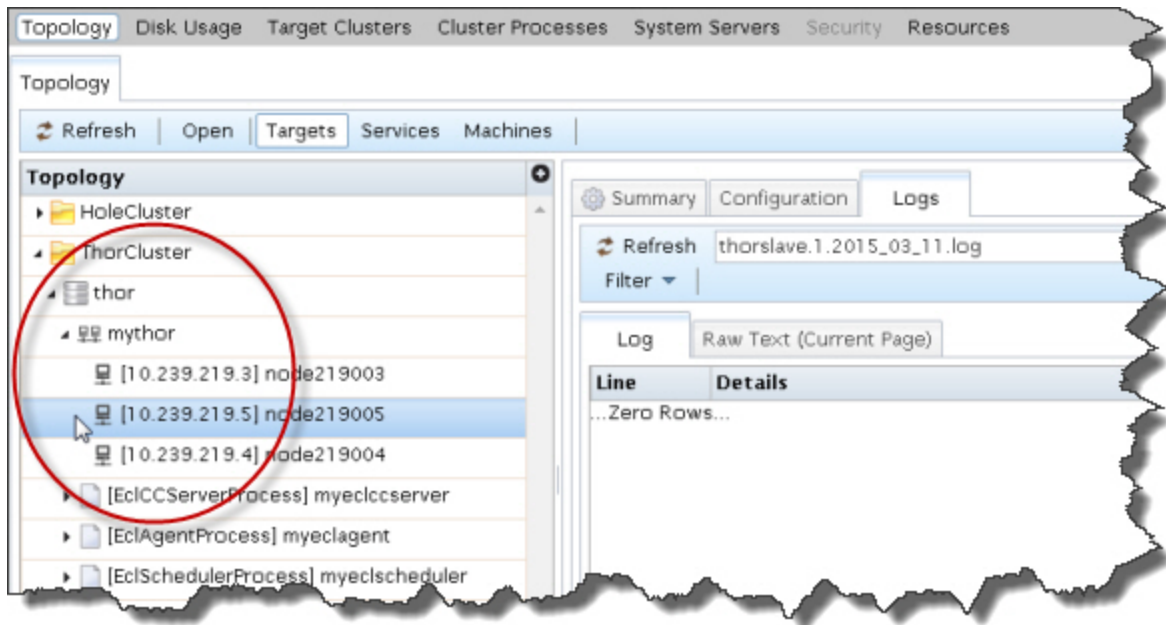 Topology Disk Usage Target Clusters Cluster Processes System Servers Security Resources
Topology
Refresh Open Targets Services Machines
Topology
HoleCluster
ThorCluster
thor
mythor
[10.239.219.3] node219003
[10.239.219.5] node219005
[10.239.219.4] node219004
[EclCCServerProcess] myeclccserver
[EclAgentProcess] myeclagent
[EclSchedulerProcess] myeclscheduler
Summary Configuration Logs
Refresh thorslave.1.2015_03_11.log
Filter
Log Raw Text (Current Page)
Line Details
...Zero Rows...